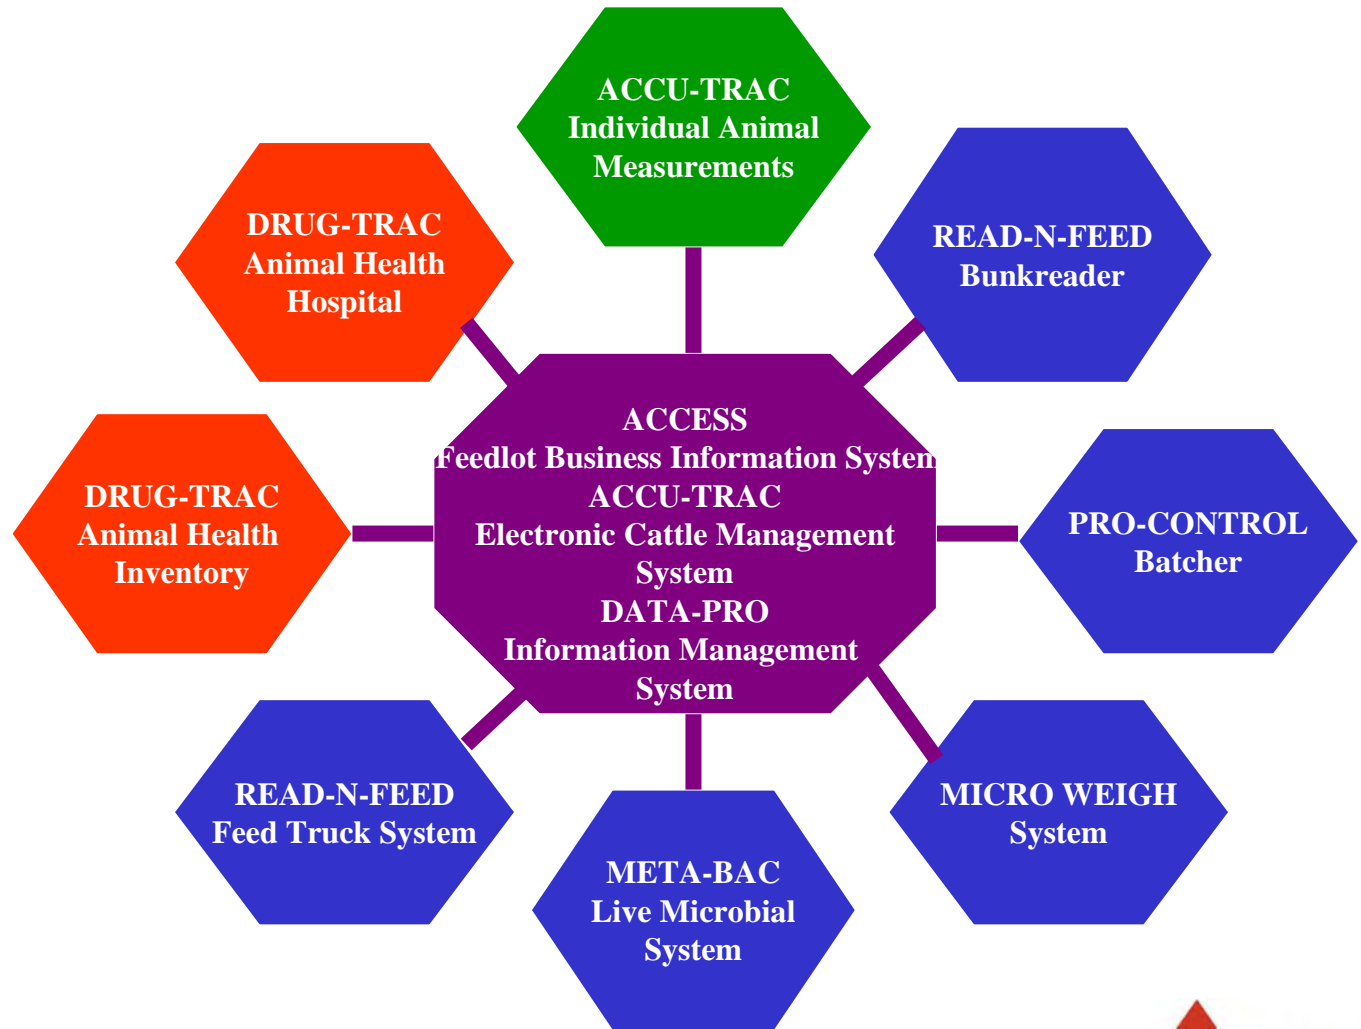 ACCU-TRAC
Individual Animal
Measurements
DRUG-TRAC
Animal Health
Hospital
READ-N-FEED
Bunkreader
ACCESS
Feedlot Business Information System
ACCU-TRAC
Electronic Cattle Management
System
DATA-PRO
Information Management
System
DRUG-TRAC
Animal Health
Inventory
PRO-CONTROL
Batcher
READ-N-FEED
Feed Truck System
MICRO WEIGH
System
META-BAC
Live Microbial
System